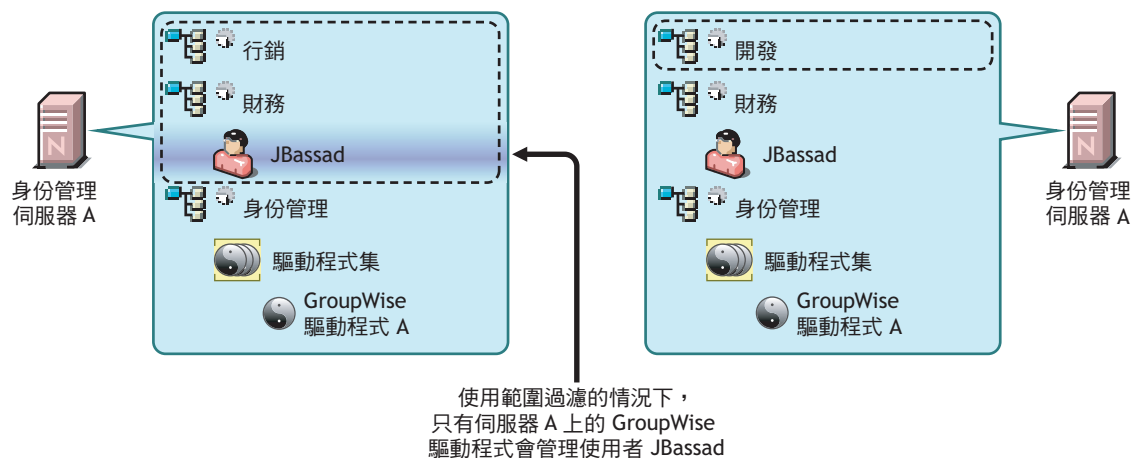 行銷
財務
JBassad
身份管理
驅動程式集
GroupWise
驅動程式 A
身份管理
伺服器 A
開發
財務
JBassad
身份管理
驅動程式集
GroupWise
驅動程式 A
身份管理
伺服器 A
使用範圍過濾的情況下，
只有伺服器 A 上的 GroupWise
驅動程式會管理使用者 JBassad